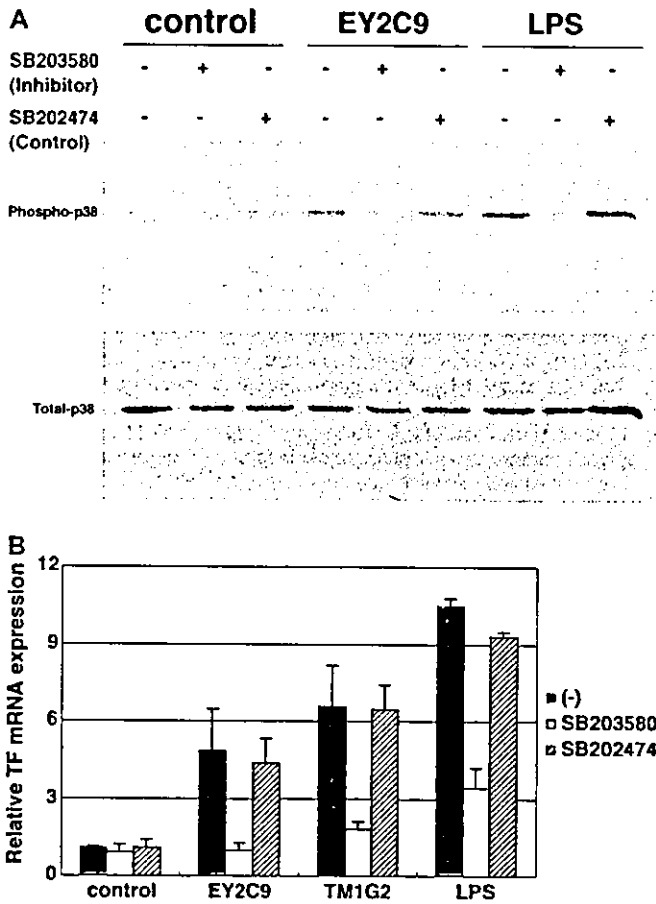 A
control EY2C9 LPS
SB203580 - + - - + - - + -
(Inhibitor)
SB202474 - - + - - + - - +
(Control)
Phospho-p38
Total-p38
B
Relative TF mRNA expression
12
9
6
3
0
control EY2C9 TM1G2 LPS
(-)
SB203580
SB202474